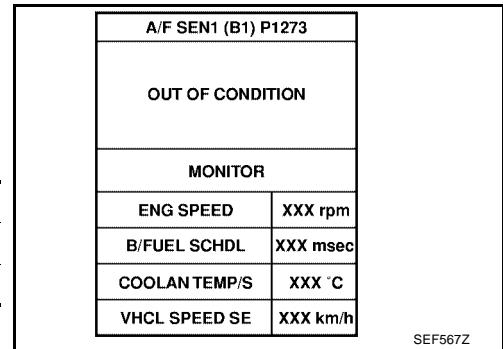 A/F SEN1 (B1) P1273
OUT OF CONDITION
MONITOR
ENG SPEED XXX rpm
B/FUEL SCHDL XXX msec
COOLAN TEMP/S XXX °C
VHCL SPEED SE XXX km/h
SEF567Z